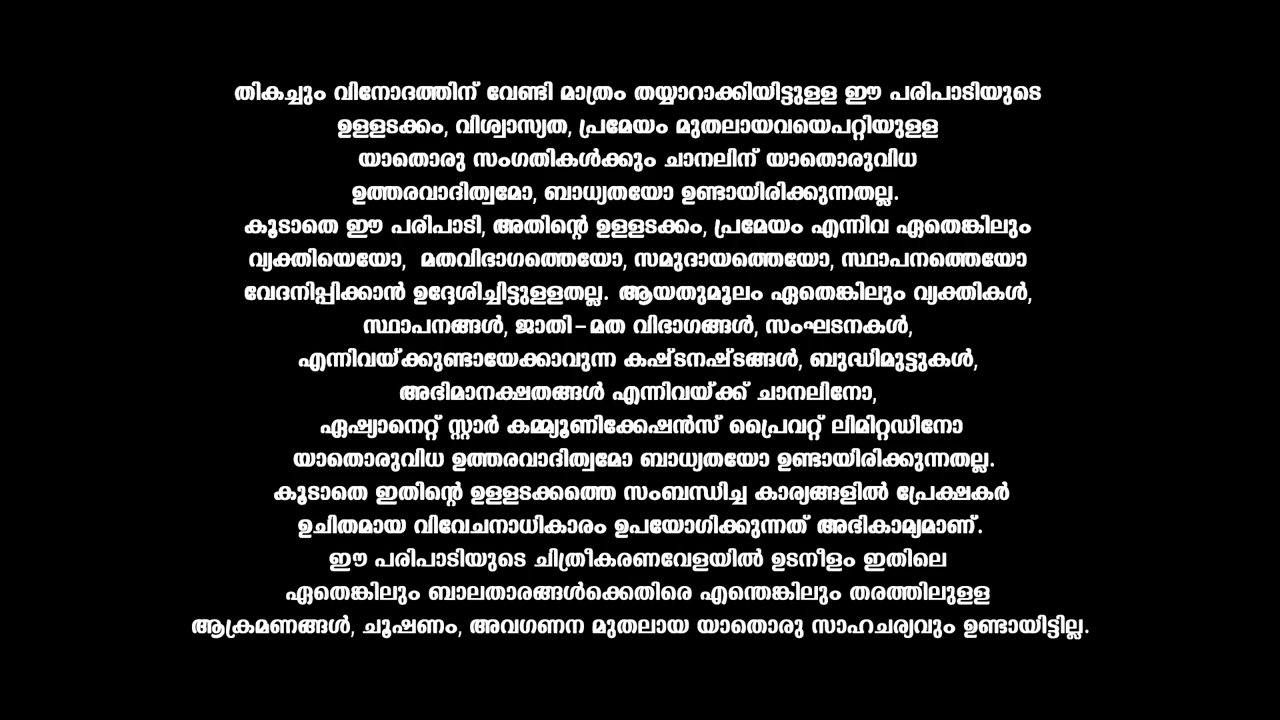 തികച്ചും വിനോദത്തിന് വേണ്ടി മാത്രം തയ്യാറാക്കിയിട്ടുള്ള ഈ പരിപാടിയുടെ
ഉള്ളടക്കം, വിശ്വാസ്യത, പ്രമേയം മുതലായവയെപറ്റിയുള്ള
യാതൊരു സംഗതികൾക്കും ചാനലിന് യാതൊരുവിധ
ഉത്തരവാദിത്വമോ, ബാധ്യതയോ ഉണ്ടായിരിക്കുന്നതല്ല.
കൂടാതെ ഈ പരിപാടി, അതിന്റെ ഉള്ളടക്കം, പ്രമേയം എന്നിവ ഏതെങ്കിലും
വ്യക്തിയെയോ, മതവിഭാഗത്തെയോ, സമുദായത്തെയോ, സ്ഥാപനത്തെയോ
വേദനിപ്പിക്കാൻ ഉദ്ദേശിച്ചിട്ടുള്ളതല്ല. ആയതുമൂലം ഏതെങ്കിലും വ്യക്തികൾ,
സ്ഥാപനങ്ങൾ, ജാതി-മത വിഭാഗങ്ങൾ, സംഘടനകൾ,
എന്നിവയ്ക്കുണ്ടായേക്കാവുന്ന കഷ്ടനഷ്ടങ്ങൾ, ബുദ്ധിമുട്ടുകൾ,
അഭിമാനക്ഷതങ്ങൾ എന്നിവയ്ക്ക് ചാനലിനോ,
ഏഷ്യാനെറ്റ് സ്റ്റാർ കമ്മ്യൂണിക്കേഷൻസ് പ്രൈവറ്റ് ലിമിറ്റഡിനോ
യാതൊരുവിധ ഉത്തരവാദിത്വമോ ബാധ്യതയോ ഉണ്ടായിരിക്കുന്നതല്ല.
കൂടാതെ ഇതിന്റെ ഉള്ളടക്കത്തെ സംബന്ധിച്ച കാര്യങ്ങളിൽ പ്രേക്ഷകർ
ഉചിതമായ വിവേചനാധികാരം ഉപയോഗിക്കുന്നത് അഭികാമ്യമാണ്.
ഈ പരിപാടിയുടെ ചിത്രീകരണവേളയിൽ ഉടനീളം ഇതിലെ
ഏതെങ്കിലും ബാലതാരങ്ങൾക്കെതിരെ എന്തെങ്കിലും തരത്തിലുള്ള
ആക്രമണങ്ങൾ, ചൂഷണം, അവഗണന മുതലായ യാതൊരു സാഹചര്യവും ഉണ്ടായിട്ടില്ല.